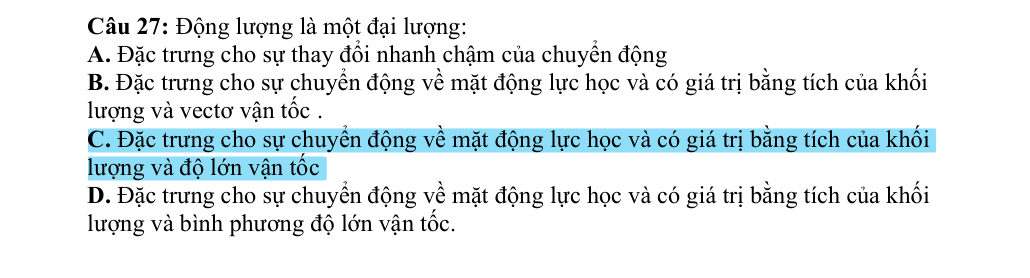 Câu 27: Động lượng là một đại lượng:
A. Đặc trưng cho sự thay đổi nhanh chậm của chuyển động
B. Đặc trưng cho sự chuyển động về mặt động lực học và có giá trị bằng tích của khối
lượng và vectơ vận tốc .
C. Đặc trưng cho sự chuyển động về mặt động lực học và có giá trị bằng tích của khối
lượng và độ lớn vận tốc
D. Đặc trưng cho sự chuyển động về mặt động lực học và có giá trị bằng tích của khối
lượng và bình phương độ lớn vận tốc.